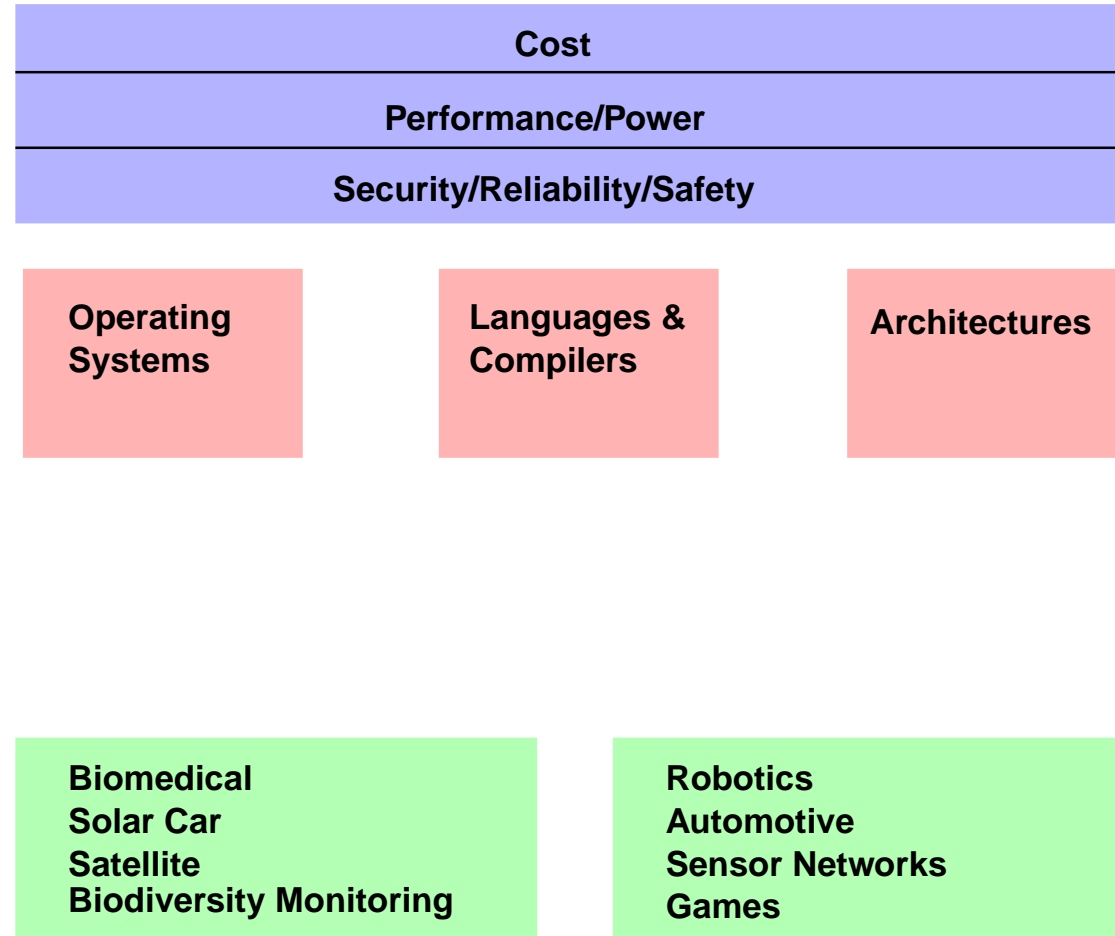 Cost
Performance/Power
Security/Reliability/Safety
Operating
Systems
Languages &
Compilers
Architectures
Biomedical
Solar Car
Satellite
Biodiversity Monitoring
Robotics
Automotive
Sensor Networks
Games